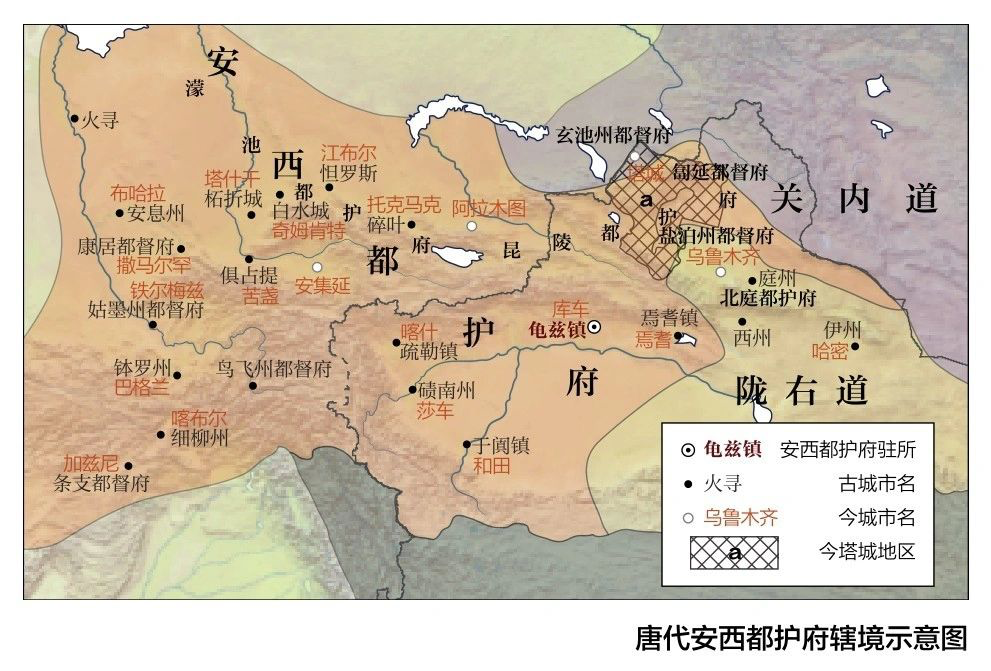 安
西
都
护
府
濛
池
都
护
府
昆
陵
都
护
府
关内道
陇右道
火寻
江布尔
怛罗斯
塔什干
柘折城
白水城
奇姆肯特
布哈拉
安息州
托克马克
碎叶
阿拉木图
康居都督府
撒马尔罕
俱占提
苦盏
安集延
铁尔梅兹
姑墨州都督府
钵罗州
巴格兰
鸟飞州都督府
喀布尔
细柳州
加兹尼
条支都督府
玄池州都督府
塔城
匐延都督府
a
盐泊州都督府
乌鲁木齐
庭州
北庭都护府
西州
伊州
哈密
库车
龟兹镇
焉耆镇
焉耆
喀什
疏勒镇
碛南州
莎车
于阗镇
和田
龟兹镇 安西都护府驻所
火寻 古城市名
乌鲁木齐 今城市名
a 今塔城地区
唐代安西都护府辖境示意图